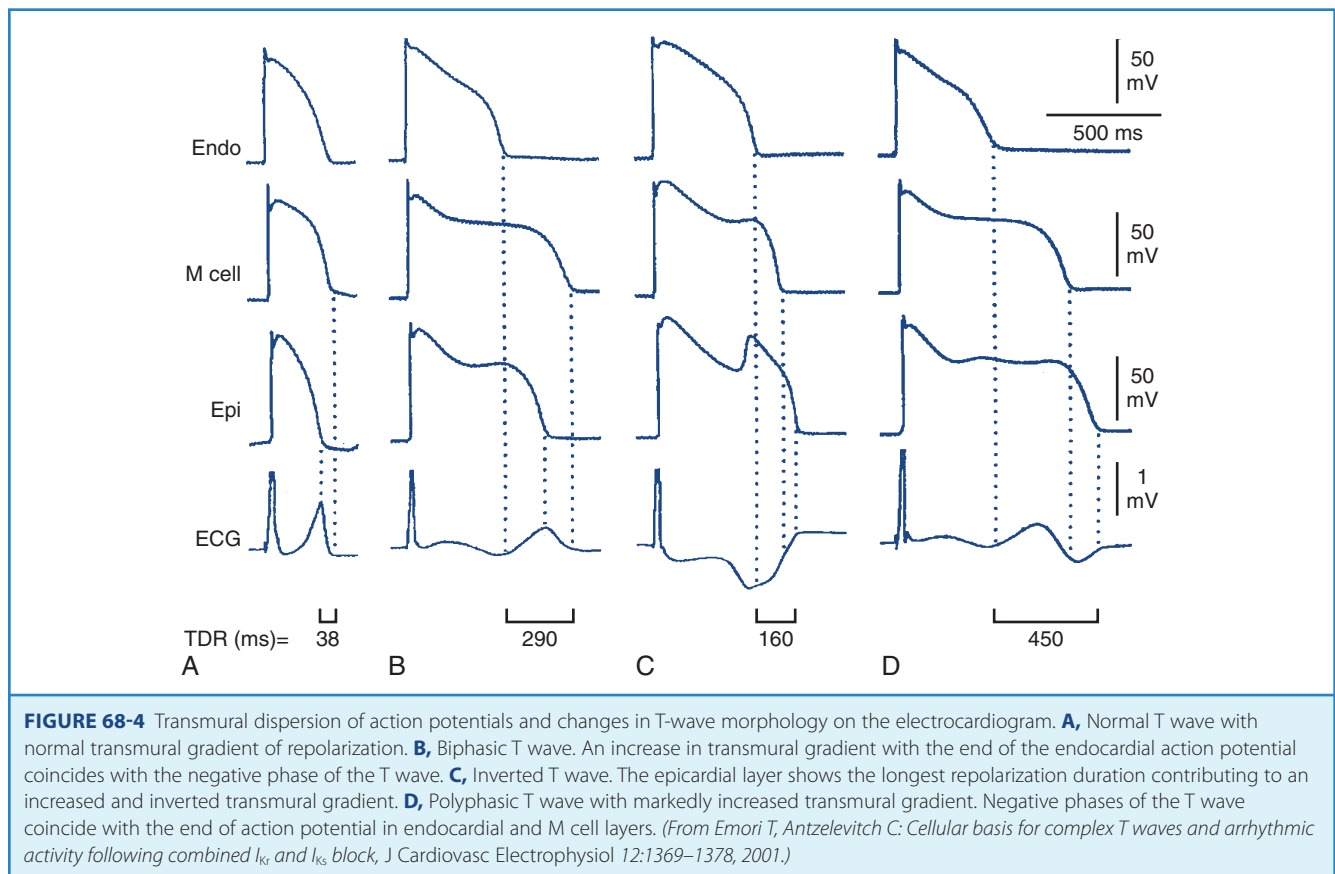 50
mV
500 ms
Endo
50
mV
M cell
50
mV
Epi
1
mV
ECG
TDR (ms)= 38 290 160 450
A B C D
FIGURE 68-4 Transmural dispersion of action potentials and changes in T-wave morphology on the electrocardiogram. A, Normal T wave with
normal transmural gradient of repolarization. B, Biphasic T wave. An increase in transmural gradient with the end of the endocardial action potential
coincides with the negative phase of the T wave. C, Inverted T wave. The epicardial layer shows the longest repolarization duration contributing to an
increased and inverted transmural gradient. D, Polyphasic T wave with markedly increased transmural gradient. Negative phases of the T wave
coincide with the end of action potential in endocardial and M cell layers. (From Emori T, Antzelevitch C: Cellular basis for complex T waves and arrhythmic
activity following combined IKr and IKs block, J Cardiovasc Electrophysiol 12:1369–1378, 2001.)